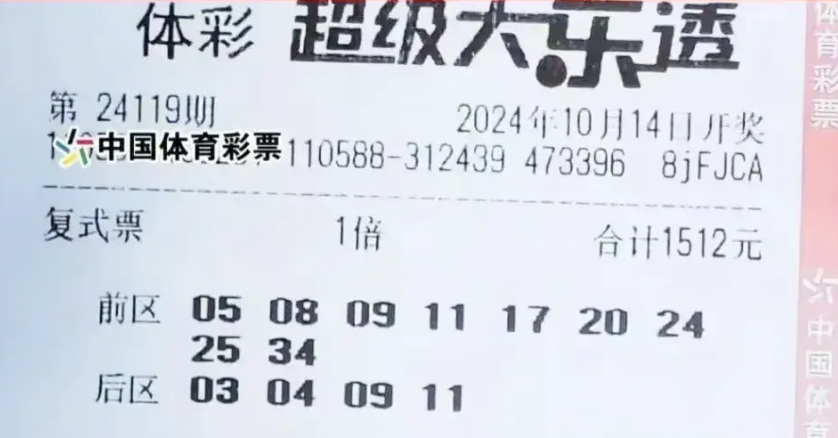 体彩 超级大乐透
第 24119期 2024年10月14日开奖
中国体育彩票 110588-312439 473396 8jFJCA
复式票 1倍 合计1512元
前区 05 08 09 11 17 20 24
25 34
后区 03 04 09 11
体育彩票
中国体育